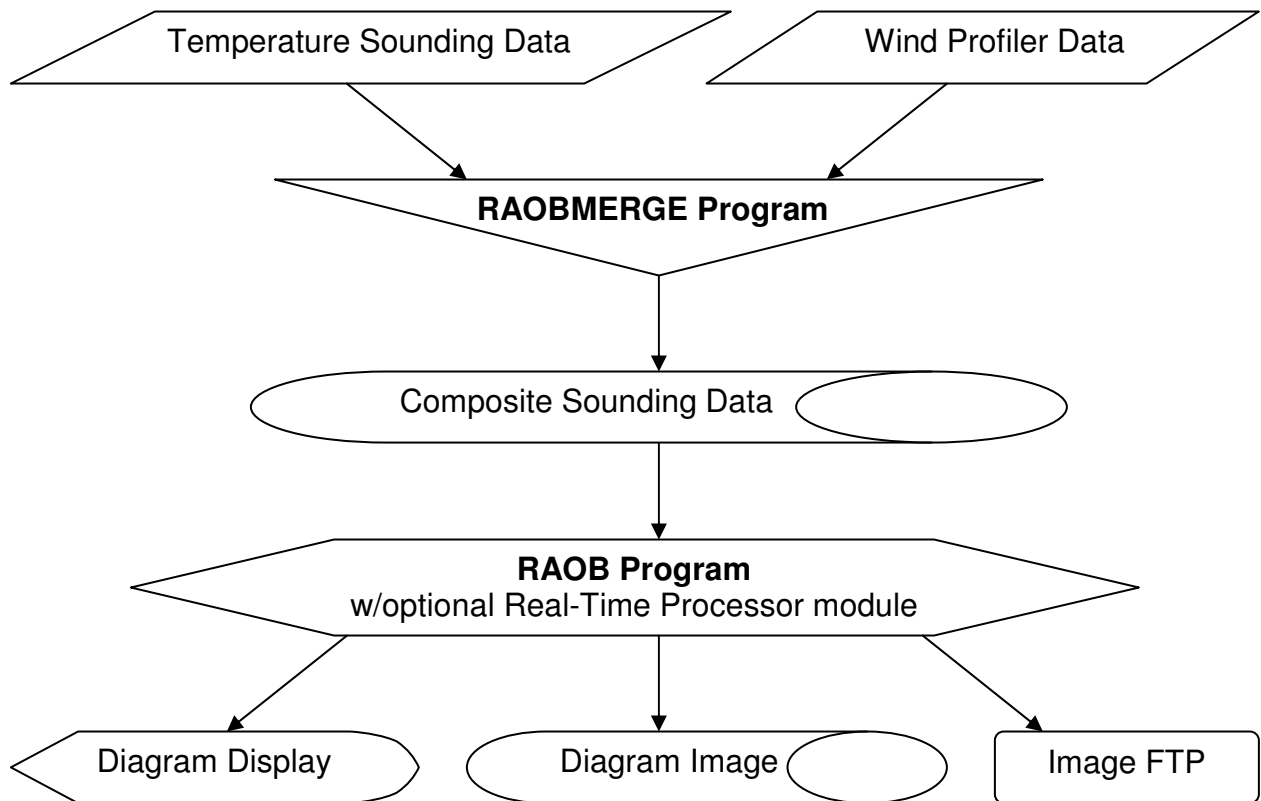 Temperature Sounding Data
Wind Profiler Data
RAOBMERGE Program
Composite Sounding Data
RAOB Program
w/optional Real-Time Processor module
Diagram Display
Diagram Image
Image FTP